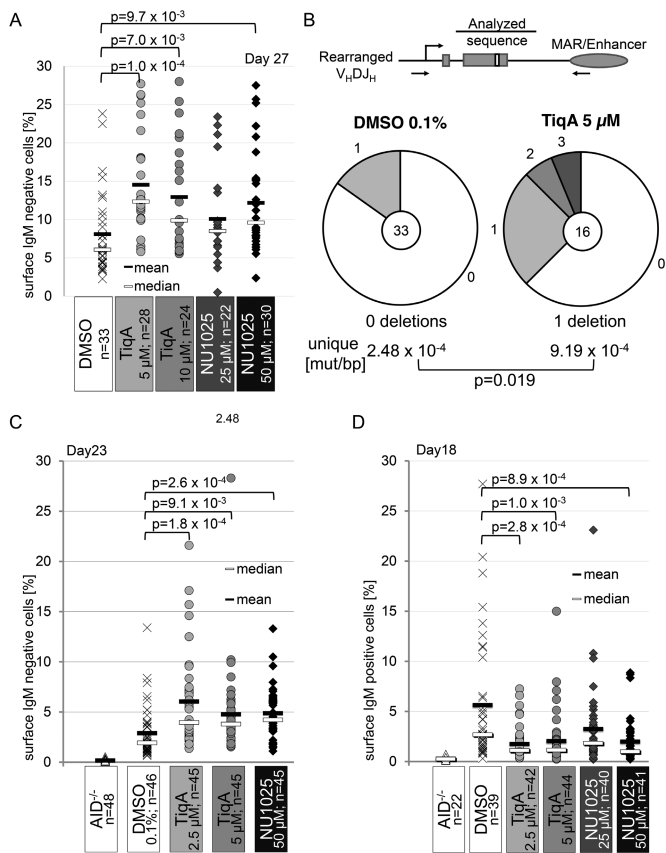 A
p=9.7 x 10-3
p=7.0 x 10-3
p=1.0 x 10-4
Day 27
surface IgM negative cells [%]
30
25
20
15
10
5
0
mean
median
DMSO
n=33
TiqA
5 µM; n=28
TiqA
10 µM; n=24
NU1025
25 µM; n=22
NU1025
50 µM; n=30
B
Analyzed
sequence
MAR/Enhancer
Rearranged
VHDJH
DMSO 0.1%
TiqA 5 µM
1
33
0
3
2
1
16
0
0 deletions
1 deletion
unique
[mut/bp]
2.48 x 10-4
9.19 x 10-4
p=0.019
2.48
C
Day23
surface IgM negative cells [%]
30
25
20
15
10
5
0
p=2.6 x 10-4
p=9.1 x 10-3
p=1.8 x 10-4
median
mean
AID-/-
n=48
DMSO
0.1%; n=46
TiqA
2.5 µM; n=45
TiqA
5 µM; n=45
NU1025
50 µM; n=45
D
Day18
surface IgM positive cells [%]
30
25
20
15
10
5
0
p=8.9 x 10-4
p=1.0 x 10-3
p=2.8 x 10-4
mean
median
AID-/-
n=22
DMSO
n=39
TiqA
2.5 µM; n=42
TiqA
5 µM; n=44
NU1025
25 µM; n=40
NU1025
50 µM; n=41